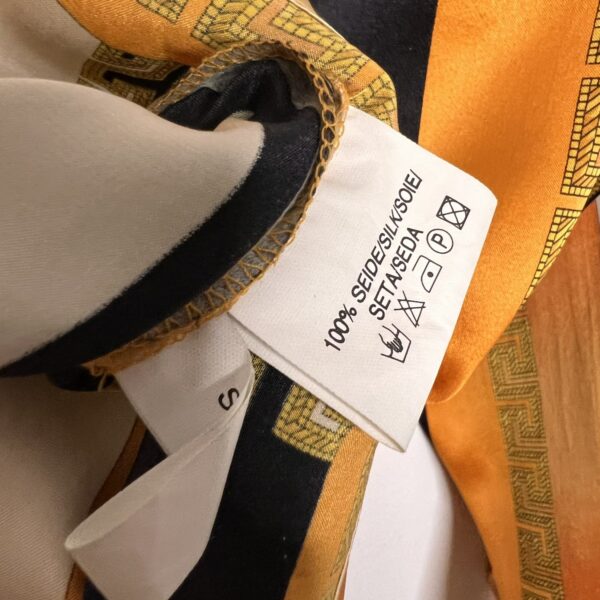 100% SEIDE/SILK/SOIE/
SETA/SEDA
P
S